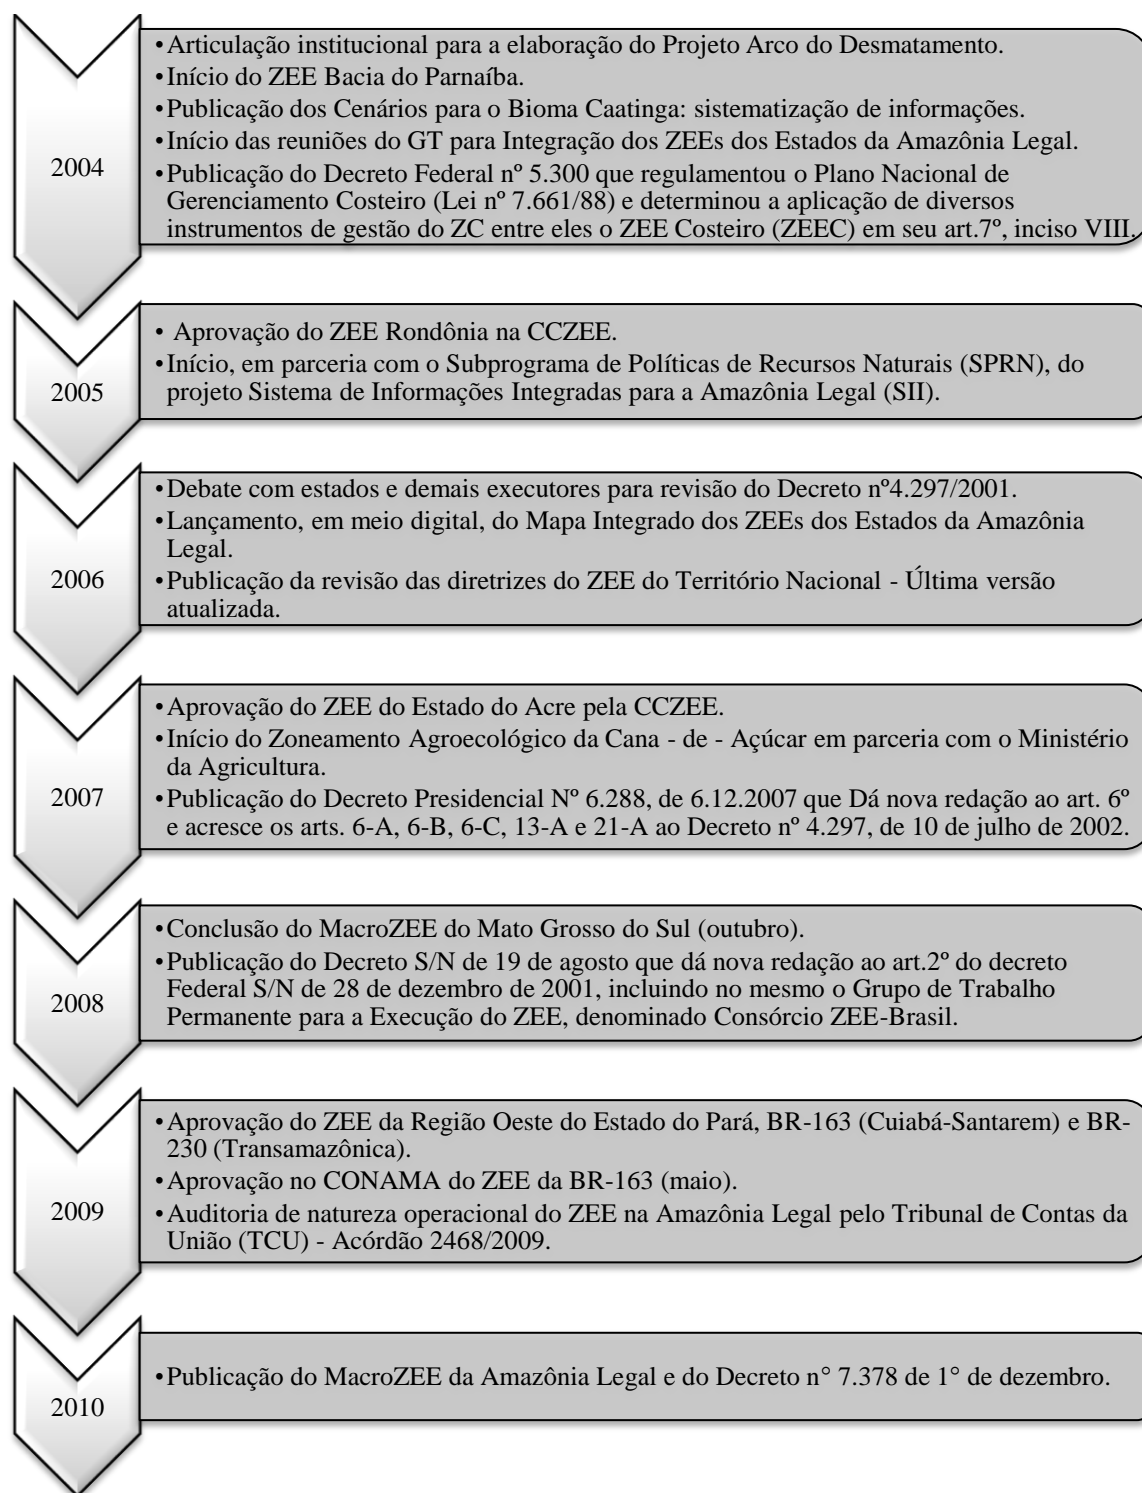 2004
•Articulação institucional para a elaboração do Projeto Arco do Desmatamento.
•Início do ZEE Bacia do Parnaíba.
•Publicação dos Cenários para o Bioma Caatinga: sistematização de informações.
•Início das reuniões do GT para Integração dos ZEEs dos Estados da Amazônia Legal.
•Publicação do Decreto Federal nº 5.300 que regulamentou o Plano Nacional de
Gerenciamento Costeiro (Lei nº 7.661/88) e determinou a aplicação de diversos
instrumentos de gestão do ZC entre eles o ZEE Costeiro (ZEEC) em seu art.7º, inciso VIII.
2005
• Aprovação do ZEE Rondônia na CCZEE.
•Início, em parceria com o Subprograma de Políticas de Recursos Naturais (SPRN), do
projeto Sistema de Informações Integradas para a Amazônia Legal (SII).
2006
•Debate com estados e demais executores para revisão do Decreto nº4.297/2001.
•Lançamento, em meio digital, do Mapa Integrado dos ZEEs dos Estados da Amazônia
Legal.
•Publicação da revisão das diretrizes do ZEE do Território Nacional - Última versão
atualizada.
2007
•Aprovação do ZEE do Estado do Acre pela CCZEE.
•Início do Zoneamento Agroecológico da Cana - de - Açúcar em parceria com o Ministério
da Agricultura.
•Publicação do Decreto Presidencial Nº 6.288, de 6.12.2007 que Dá nova redação ao art. 6º
e acresce os arts. 6-A, 6-B, 6-C, 13-A e 21-A ao Decreto nº 4.297, de 10 de julho de 2002.
2008
•Conclusão do MacroZEE do Mato Grosso do Sul (outubro).
•Publicação do Decreto S/N de 19 de agosto que dá nova redação ao art.2º do decreto
Federal S/N de 28 de dezembro de 2001, incluindo no mesmo o Grupo de Trabalho
Permanente para a Execução do ZEE, denominado Consórcio ZEE-Brasil.
2009
•Aprovação do ZEE da Região Oeste do Estado do Pará, BR-163 (Cuiabá-Santarem) e BR-
230 (Transamazônica).
•Aprovação no CONAMA do ZEE da BR-163 (maio).
•Auditoria de natureza operacional do ZEE na Amazônia Legal pelo Tribunal de Contas da
União (TCU) - Acórdão 2468/2009.
2010
•Publicação do MacroZEE da Amazônia Legal e do Decreto n° 7.378 de 1° de dezembro.